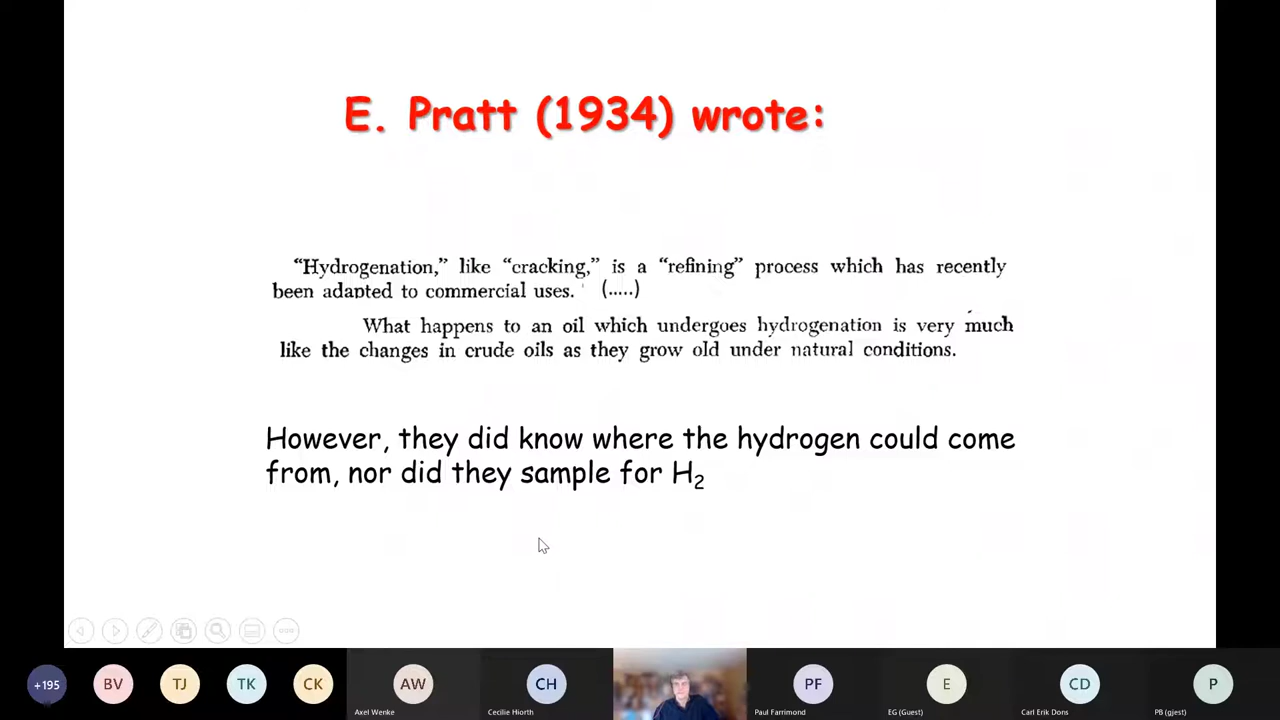 E. Pratt (1934) wrote:
“Hydrogenation,” like “cracking,” is a “refining” process which has recently
been adapted to commercial uses. (.....)
What happens to an oil which undergoes hydrogenation is very much
like the changes in crude oils as they grow old under natural conditions.
However, they did know where the hydrogen could come
from, nor did they sample for H₂
+195
BV
TJ
TK
CK
AW
CH
PF
E
CD
P
Axel Wenke
Cecilie Hiorth
Paul Farrimond
EG (Guest)
Carl Erik Dons
PB (gjest)